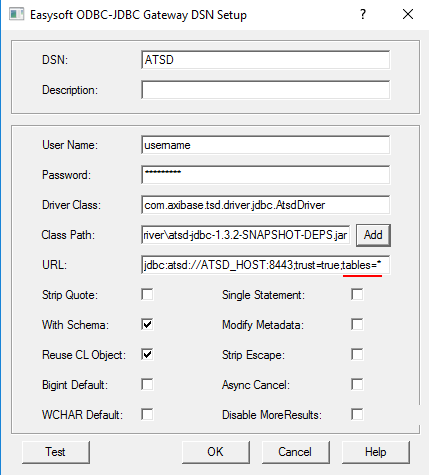 Easysoft ODBC-JDBC Gateway DSN Setup
DSN: ATSD
Description:
User Name: username
Password: *********
Driver Class: com.axibase.tsd.driver.jdbc.AtsdDriver
Class Path: river\atsd-jdbc-1.3.2-SNAPSHOT-DEPS.jar Add
URL: jdbc:atsd://ATSD_HOST:8443;trust=true;tables=*
Strip Quote: Single Statement:
With Schema: Modify Metadata:
Reuse CL Object: Strip Escape:
Bigint Default: Async Cancel:
WCHAR Default: Disable MoreResults:
Test OK Cancel Help